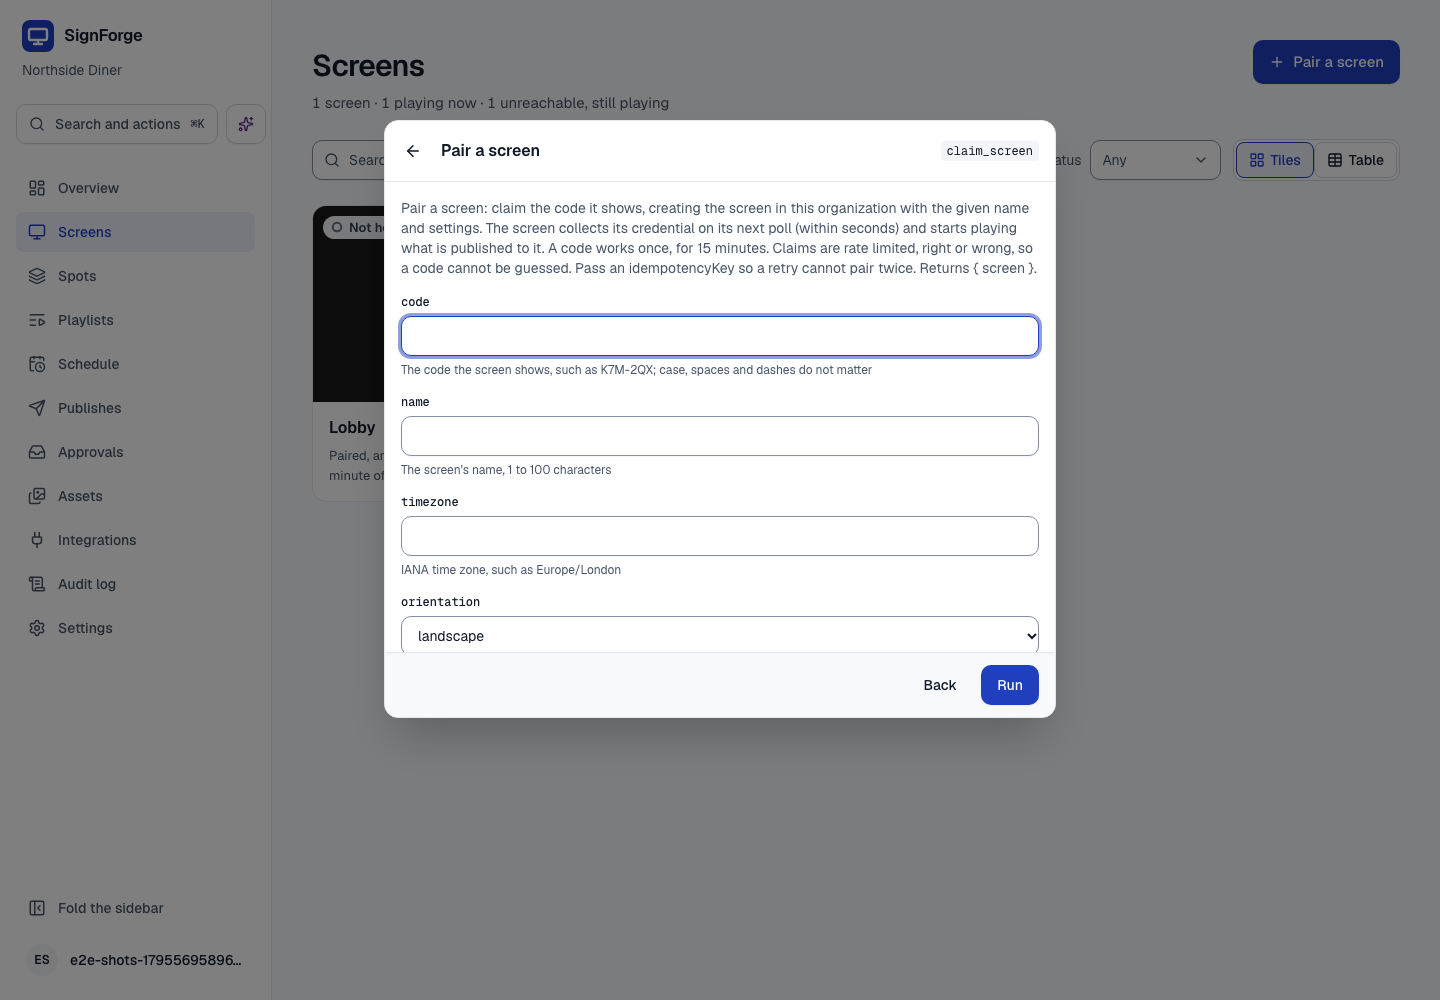 SignForge
Northside Diner
Search and actions ⌘K
Overview
Screens
Spots
Playlists
Schedule
Publishes
Approvals
Assets
Integrations
Audit log
Settings
Fold the sidebar
ES
e2e-shots-17955695896...
Screens
1 screen · 1 playing now · 1 unreachable, still playing
Pair a screen
Any
Tiles
Table
Lobby
Paired,
minute
Pair a screen
claim_screen
Pair a screen: claim the code it shows, creating the screen in this organization with the given name
and settings. The screen collects its credential on its next poll (within seconds) and starts playing
what is published to it. A code works once, for 15 minutes. Claims are rate limited, right or wrong, so
a code cannot be guessed. Pass an idempotencyKey so a retry cannot pair twice. Returns { screen }.
code
The code the screen shows, such as K7M-2QX; case, spaces and dashes do not matter
name
The screen's name, 1 to 100 characters
timezone
IANA time zone, such as Europe/London
orientation
landscape
Back
Run